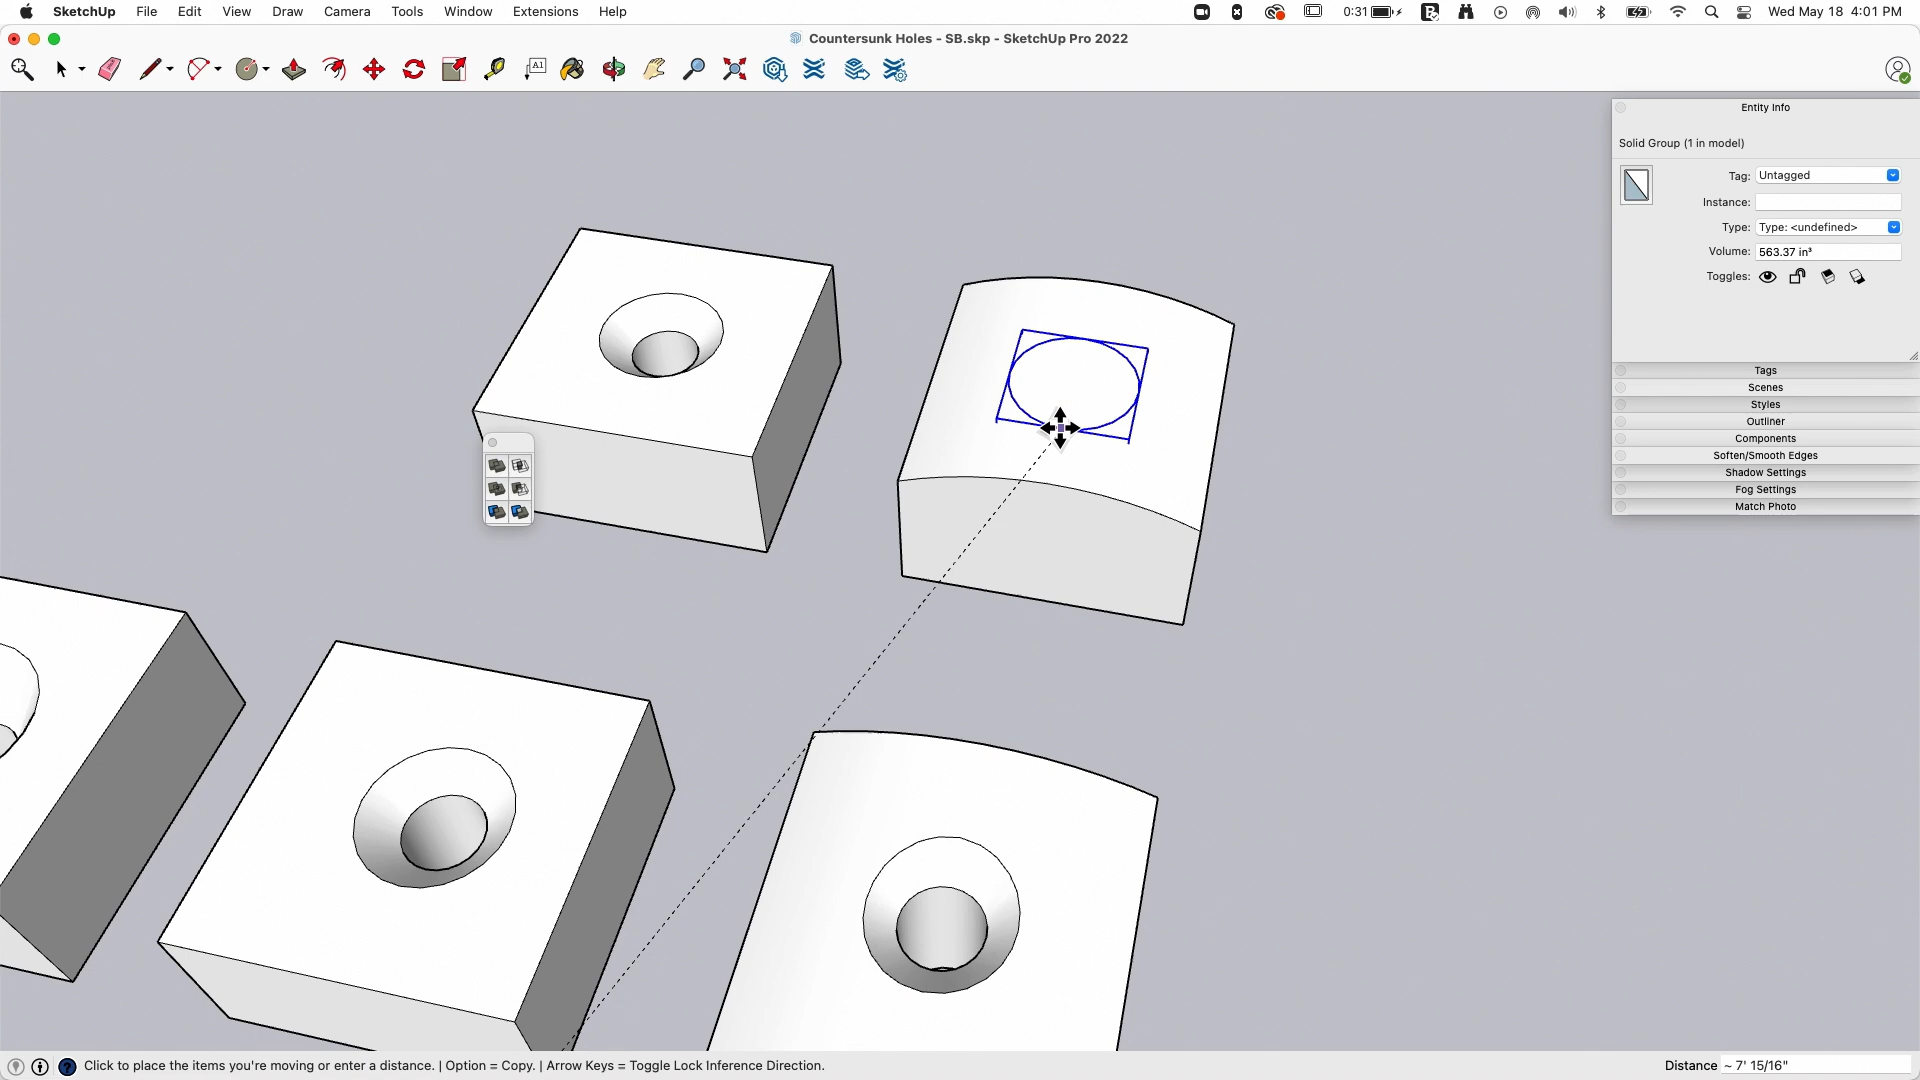 SketchUp File Edit View Draw Camera Tools Window Extensions Help 0:31 Wed May 18 4:01 PM
Countersunk Holes - SB.skp - SketchUp Pro 2022
A1
Entity Info
Solid Group (1 in model)
Tag: Untagged
Instance:
Type: Type: <undefined>
Volume: 563.37 in³
Toggles:
Tags
Scenes
Styles
Outliner
Components
Soften/Smooth Edges
Shadow Settings
Fog Settings
Match Photo
Click to place the items you're moving or enter a distance. | Option = Copy. | Arrow Keys = Toggle Lock Inference Direction.
Distance ~ 7' 15/16"